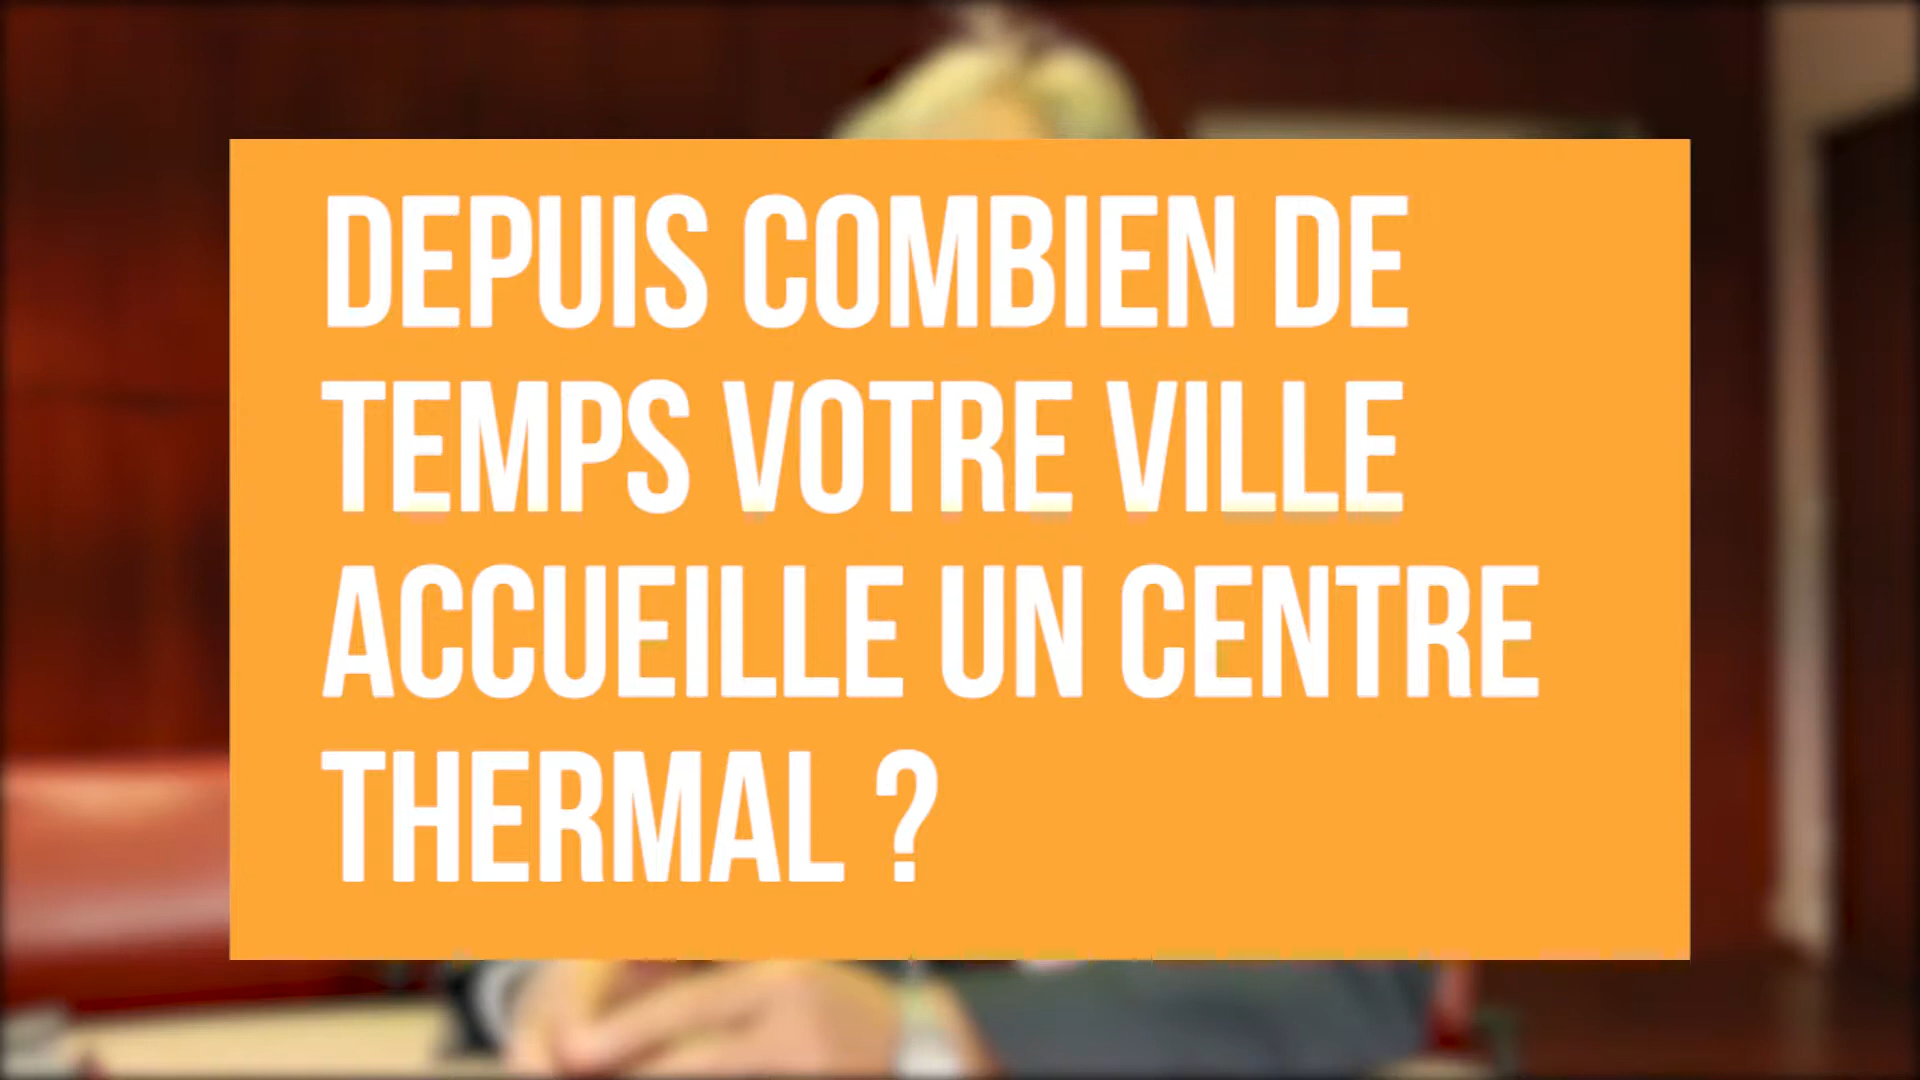 DEPUIS COMBIEN DE
TEMPS VOTRE VILLE
ACCUEILLE UN CENTRE
THERMAL ?